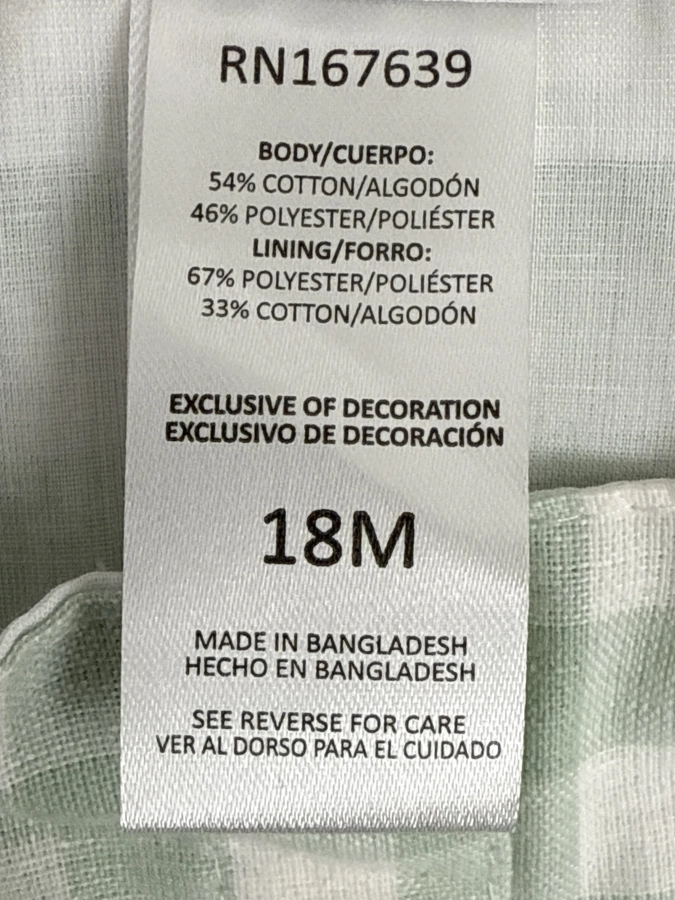 RN167639
BODY/CUERPO:
54% COTTON/ALGODÓN
46% POLYESTER/POLIÉSTER
LINING/FORRO:
67% POLYESTER/POLIÉSTER
33% COTTON/ALGODÓN
EXCLUSIVE OF DECORATION
EXCLUSIVO DE DECORACIÓN
18M
MADE IN BANGLADESH
HECHO EN BANGLADESH
SEE REVERSE FOR CARE
VER AL DORSO PARA EL CUIDADO